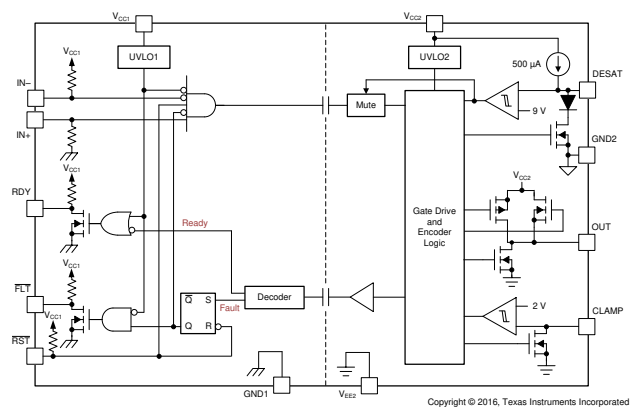 VCC1
VCC2
UVLO1
UVLO2
500 µA
DESAT
VCC1
IN–
IN+
Mute
9 V
GND2
VCC1
RDY
Ready
VCC2
Gate Drive and Encoder Logic
OUT
VCC1
FLT
VCC1
Q S
Fault
Q R
Decoder
2 V
CLAMP
RST
GND1
VEE2
Copyright © 2016, Texas Instruments Incorporated